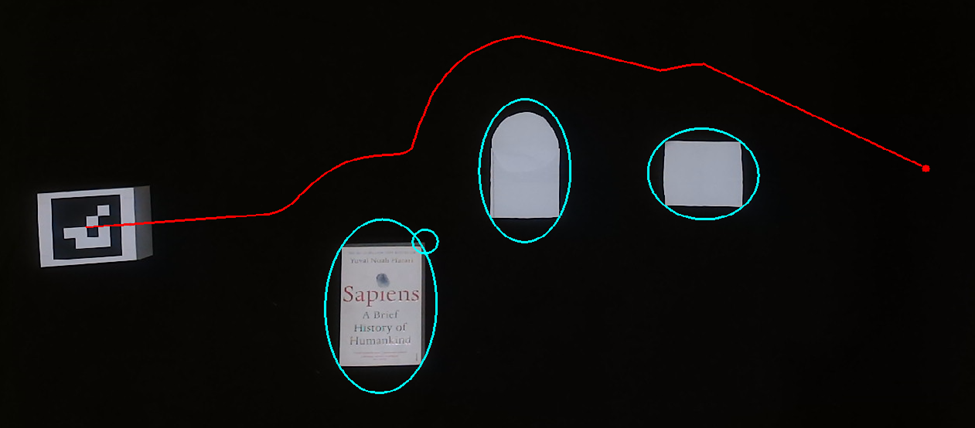 Yuval Noah Harari
Sapiens
A Brief
History of
Humankind